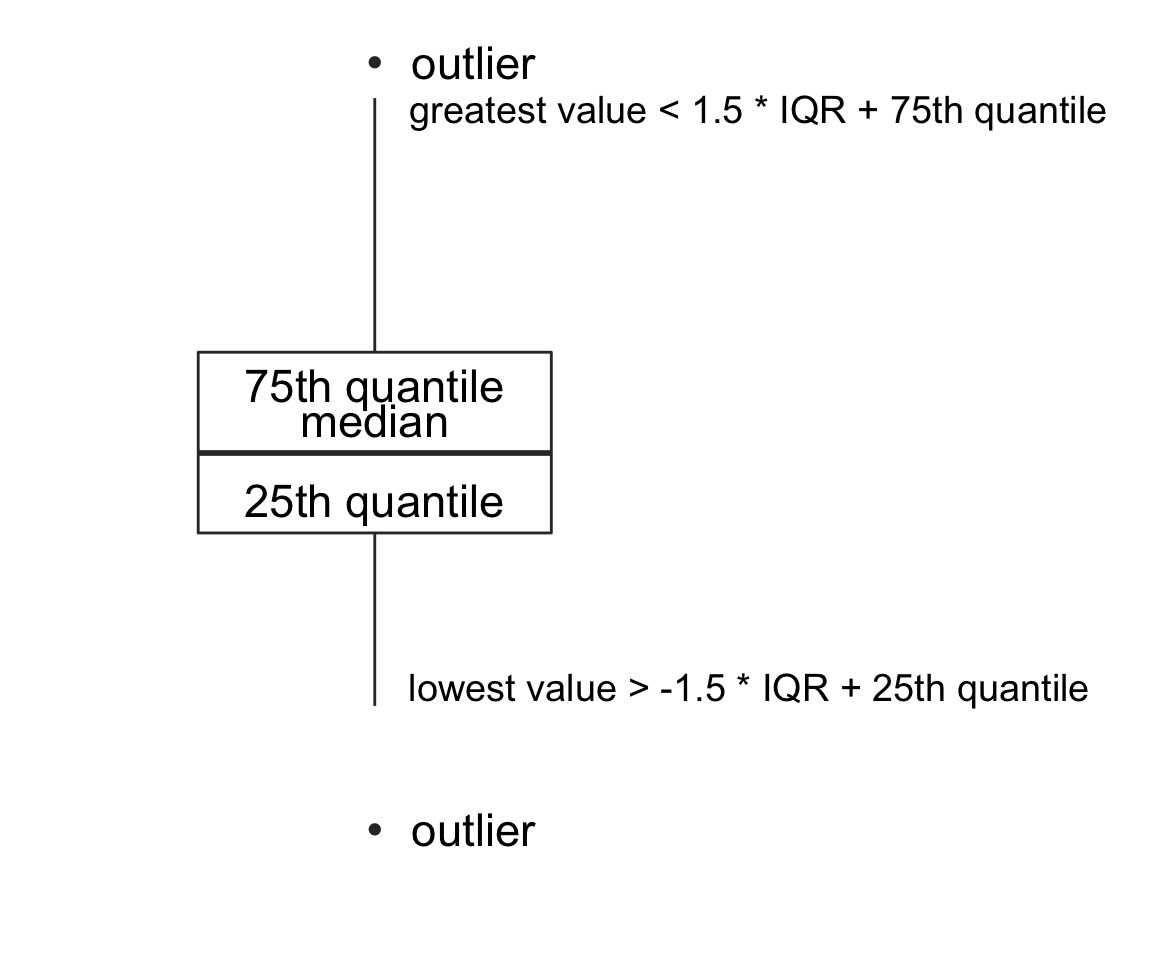 outlier
greatest value < 1.5 * IQR + 75th quantile
75th quantile
median
25th quantile
lowest value > -1.5 * IQR + 25th quantile
outlier